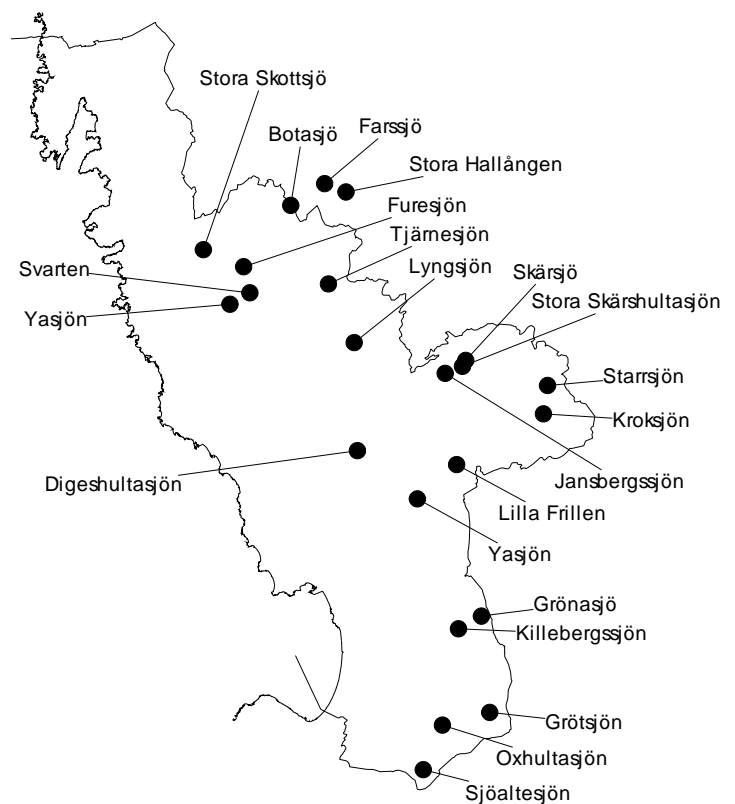 Stora Skottsjö
Farssjö
Botasjö
Stora Hallången
Furesjön
Tjärnesjön
Lyngsjön
Svarten
Skärsjö
Stora Skärshultasjön
Yasjön
Starrsjön
Kroksjön
Jansbergssjön
Digeshultasjön
Lilla Frillen
Yasjön
Grönasjö
Killebergssjön
Grötsjön
Oxhultasjön
Sjöaltesjön